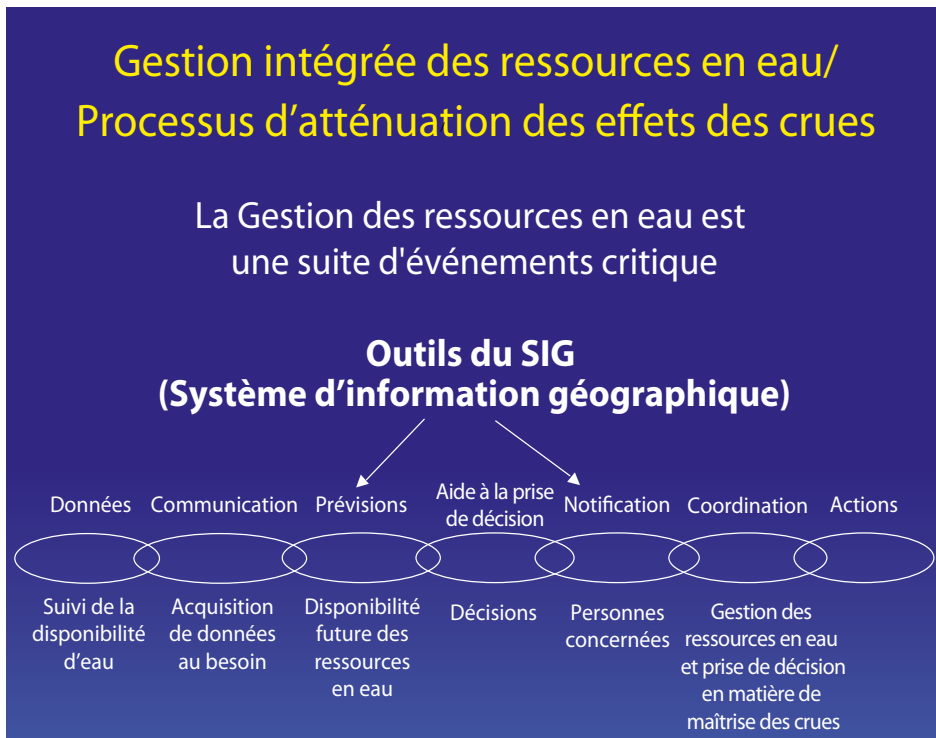 Gestion intégrée des ressources en eau/
Processus d’atténuation des effets des crues
La Gestion des ressources en eau est
une suite d'événements critique
Outils du SIG
(Système d’information géographique)
Données
Communication
Prévisions
Aide à la prise
de décision
Notification
Coordination
Actions
Suivi de la
disponibilité
d’eau
Acquisition
de données
au besoin
Disponibilité
future des
ressources
en eau
Décisions
Personnes
concernées
Gestion des
ressources en eau
et prise de décision
en matière de
maîtrise des crues